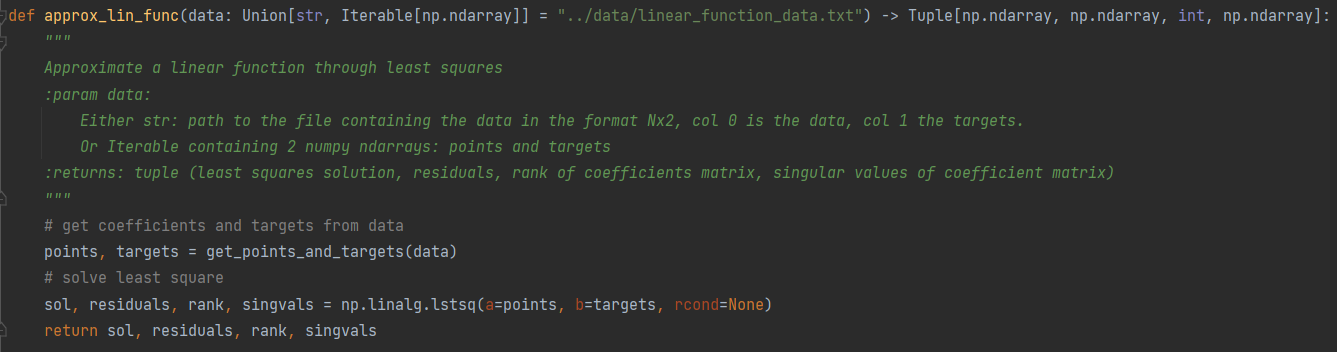 def approx_lin_func(data: Union[str, Iterable[np.ndarray]] = "../data/linear_function_data.txt") -> Tuple[np.ndarray, np.ndarray, int, np.ndarray]:
    """
    Approximate a linear function through least squares
    :param data:
        Either str: path to the file containing the data in the format Nx2, col 0 is the data, col 1 the targets.
        Or Iterable containing 2 numpy ndarrays: points and targets
    :returns: tuple (least squares solution, residuals, rank of coefficients matrix, singular values of coefficient matrix)
    """
    # get coefficients and targets from data
    points, targets = get_points_and_targets(data)
    # solve least square
    sol, residuals, rank, singvals = np.linalg.lstsq(a=points, b=targets, rcond=None)
    return sol, residuals, rank, singvals